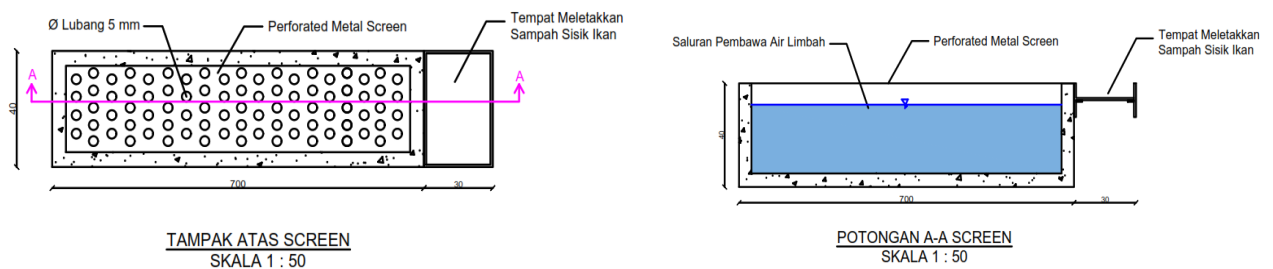 Ø Lubang 5 mm
Perforated Metal Screen
Tempat Meletakkan
Sampah Sisik Ikan
A
A
40
700
30
TAMPAK ATAS SCREEN
SKALA 1 : 50
Saluran Pembawa Air Limbah
Perforated Metal Screen
Tempat Meletakkan
Sampah Sisik Ikan
40
700
30
POTONGAN A-A SCREEN
SKALA 1 : 50